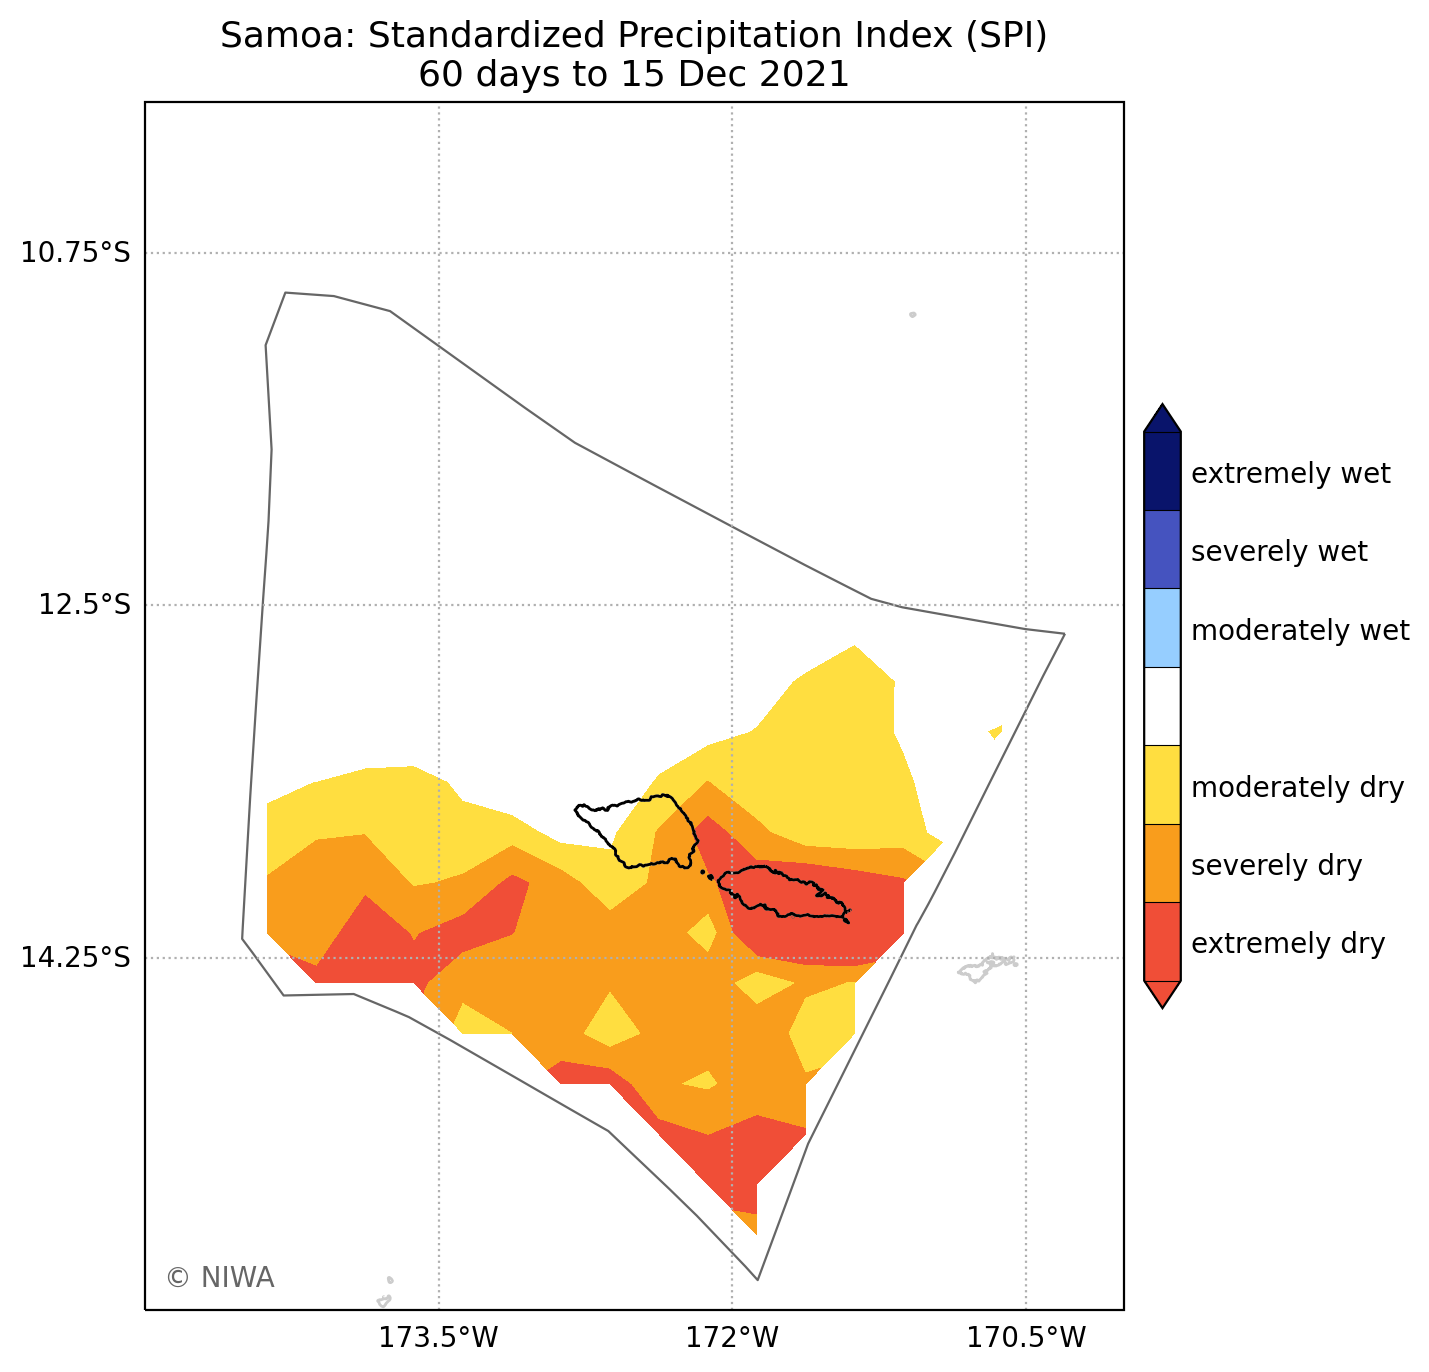 Samoa: Standardized Precipitation Index (SPI)
60 days to 15 Dec 2021
10.75°S
12.5°S
14.25°S
173.5°W
172°W
170.5°W
extremely wet
severely wet
moderately wet
moderately dry
severely dry
extremely dry
© NIWA